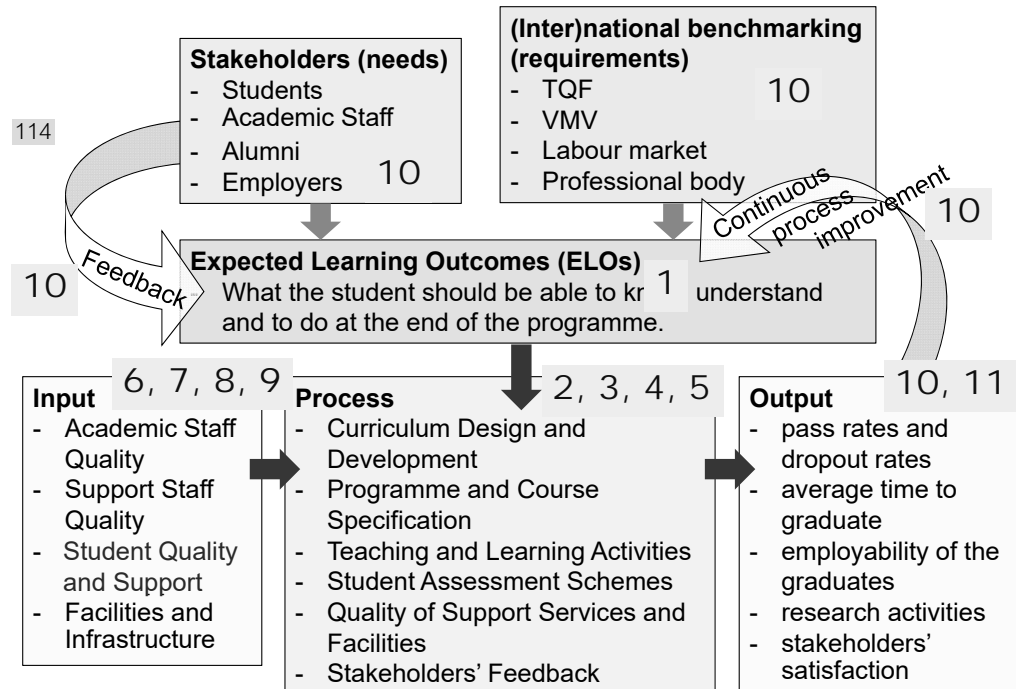 114
Stakeholders (needs)
- Students
- Academic Staff
- Alumni
- Employers
10
(Inter)national benchmarking
(requirements)
- TQF
- VMV
- Labour market
- Professional body
10
Continuous
process
improvement
10
Feedback
10
Expected Learning Outcomes (ELOs)
1
What the student should be able to understand
and to do at the end of the programme.
6, 7, 8, 9
Input
- Academic Staff
Quality
- Support Staff
Quality
- Student Quality
and Support
- Facilities and
Infrastructure
2, 3, 4, 5
Process
- Curriculum Design and
Development
- Programme and Course
Specification
- Teaching and Learning Activities
- Student Assessment Schemes
- Quality of Support Services and
Facilities
- Stakeholders' Feedback
10, 11
Output
- pass rates and
dropout rates
- average time to
graduate
- employability of the
graduates
- research activities
- stakeholders'
satisfaction